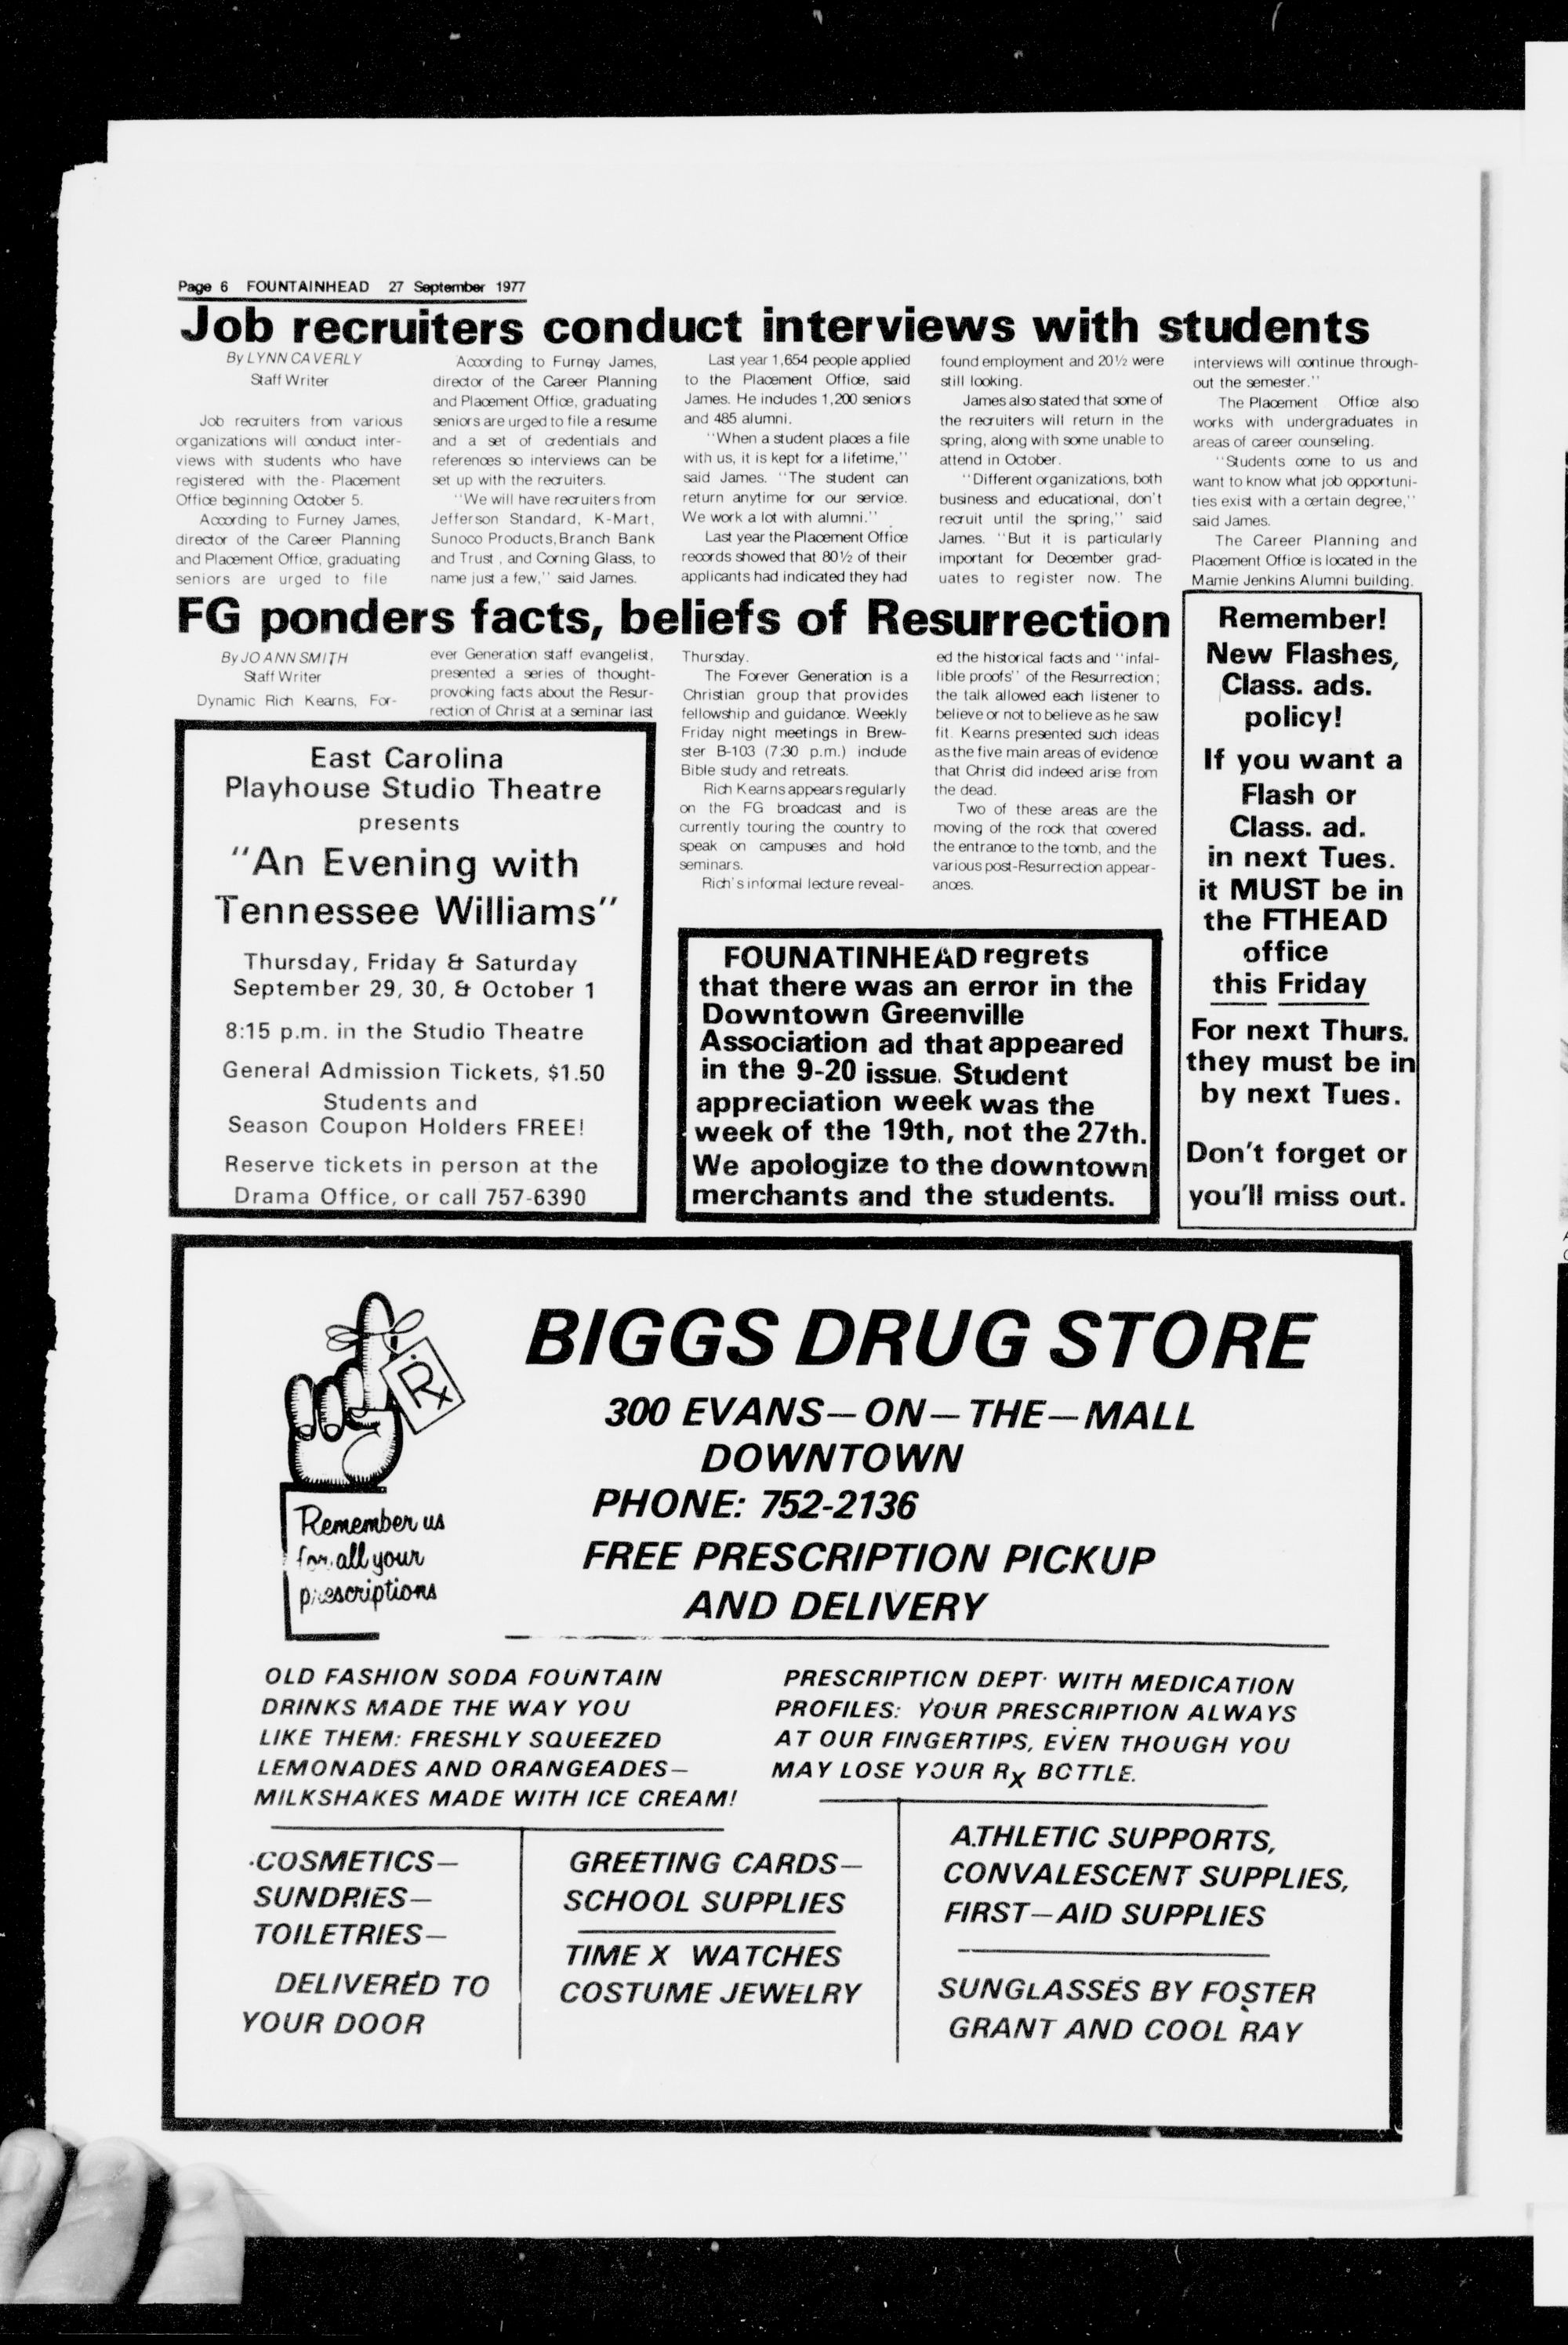 Page 6 FOUNTAINHEAD 27 September 1977
Job recruiters conduct interviews with students
By LYNN CAVERLY
Staff Writer
Job recruiters from various
organizations will conduct inter-
views with students who have
registered with the Placement
Office beginning October 5.
According to Furney James,
director of the Career Planning
and Placement Office, graduating
seniors are urged to file
According to Furney James,
director of the Career Planning
and Placement Office, graduating
seniors are urged to file a resume
and a set of credentials and
references so interviews can be
set up with the recruiters.
"We will have recruiters from
Jefferson Standard, K-Mart,
Sunoco Products, Branch Bank
and Trust , and Corning Glass, to
name just a few," said James.
Last year 1,654 people applied
to the Placement Office, said
James. He includes 1,200 seniors
and 485 alumni.
"When a student places a file
with us, it is kept for a lifetime,"
said James. "The student can
return anytime for our service.
We work a lot with alumni."
Last year the Placement Office
records showed that 80½ of their
applicants had indicated they had
found employment and 20½ were
still looking.
James also stated that some of
the recruiters will return in the
spring, along with some unable to
attend in October.
"Different organizations, both
business and educational, don't
recruit until the spring," said
James. "But it is particularly
important for December grad-
uates to register now. The
interviews will continue through-
out the semester."
The Placement Office also
works with undergraduates in
areas of career counseling.
"Students come to us and
want to know what job opportuni-
ties exist with a certain degree,"
said James.
The Career Planning and
Placement Office is located in the
Mamie Jenkins Alumni building.
FG ponders facts, beliefs of Resurrection
By JO ANN SMITH
Staff Writer
Dynamic Rich Kearns, For-
ever Generation staff evangelist,
presented a series of thought-
provoking facts about the Resur-
rection of Christ at a seminar last
Thursday.
The Forever Generation is a
Christian group that provides
fellowship and guidance. Weekly
Friday night meetings in Brew-
ster B-103 (7:30 p.m.) include
Bible study and retreats.
Rich Kearns appears regularly
on the FG broadcast and is
currently touring the country to
speak on campuses and hold
seminars.
Rich's informal lecture reveal-
ed the historical facts and "infal-
lible proofs" of the Resurrection;
the talk allowed each listener to
believe or not to believe as he saw
fit. Kearns presented such ideas
as the five main areas of evidence
that Christ did indeed arise from
the dead.
Two of these areas are the
moving of the rock that covered
the entrance to the tomb, and the
various post-Resurrection appear-
ances.
East Carolina
Playhouse Studio Theatre
presents
"An Evening with
Tennessee Williams"
Thursday, Friday & Saturday
September 29, 30, & October 1
8:15 p.m. in the Studio Theatre
General Admission Tickets, $1.50
Students and
Season Coupon Holders FREE!
Reserve tickets in person at the
Drama Office, or call 757-6390
FOUNATINHEAD regrets
that there was an error in the
Downtown Greenville
Association ad that appeared
in the 9-20 issue. Student
appreciation week was the
week of the 19th, not the 27th.
We apologize to the downtown
merchants and the students.
Remember!
New Flashes,
Class. ads.
policy!
If you want a
Flash or
Class. ad.
in next Tues.
it MUST be in
the FTHEAD
office
this Friday
For next Thurs.
they must be in
by next Tues.
Don't forget or
you'll miss out.
Rx
Remember us
for all your
prescriptions
BIGGS DRUG STORE
300 EVANS—ON—THE—MALL
DOWNTOWN
PHONE: 752-2136
FREE PRESCRIPTION PICKUP
AND DELIVERY
OLD FASHION SODA FOUNTAIN
DRINKS MADE THE WAY YOU
LIKE THEM: FRESHLY SQUEEZED
LEMONADES AND ORANGEADES—
MILKSHAKES MADE WITH ICE CREAM!
PRESCRIPTION DEPT. WITH MEDICATION
PROFILES: YOUR PRESCRIPTION ALWAYS
AT OUR FINGERTIPS, EVEN THOUGH YOU
MAY LOSE YOUR Rx BOTTLE.
COSMETICS—
SUNDRIES—
TOILETRIES—
DELIVERED TO
YOUR DOOR
GREETING CARDS—
SCHOOL SUPPLIES
TIME X WATCHES
COSTUME JEWELRY
ATHLETIC SUPPORTS,
CONVALESCENT SUPPLIES,
FIRST—AID SUPPLIES
SUNGLASSES BY FOSTER
GRANT AND COOL RAY